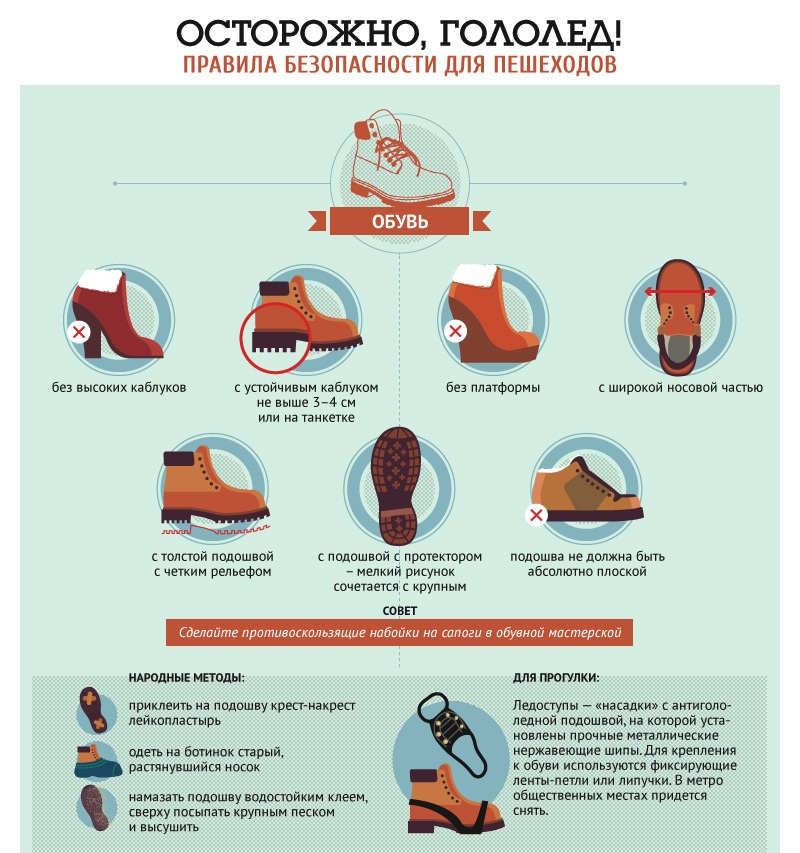 ОСТОРОЖНО, ГОЛОЛЕД!
ПРАВИЛА БЕЗОПАСНОСТИ ДЛЯ ПЕШЕХОДОВ
ОБУВЬ
без высоких каблуков
с устойчивым каблуком
не выше 3–4 см
или на танкетке
без платформы
с широкой носовой частью
с толстой подошвой
с четким рельефом
с подошвой с протектором
– мелкий рисунок
сочетается с крупным
подошва не должна быть
абсолютно плоской
СОВЕТ
Сделайте противоскользящие набойки на сапоги в обувной мастерской
НАРОДНЫЕ МЕТОДЫ:
приклеить на подошву крест-накрест
лейкопластырь
одеть на ботинок старый,
растянувшийся носок
намазать подошву водостойким клеем,
сверху посыпать крупным песком
и высушить
ДЛЯ ПРОГУЛКИ:
Ледоступы — «насадки» с антиголо-
ледной подошвой, на которой уста-
новлены прочные металлические
нержавеющие шипы. Для крепления
к обуви используются фиксирующие
ленты-петли или липучки. В метро
общественных местах придется
снять.